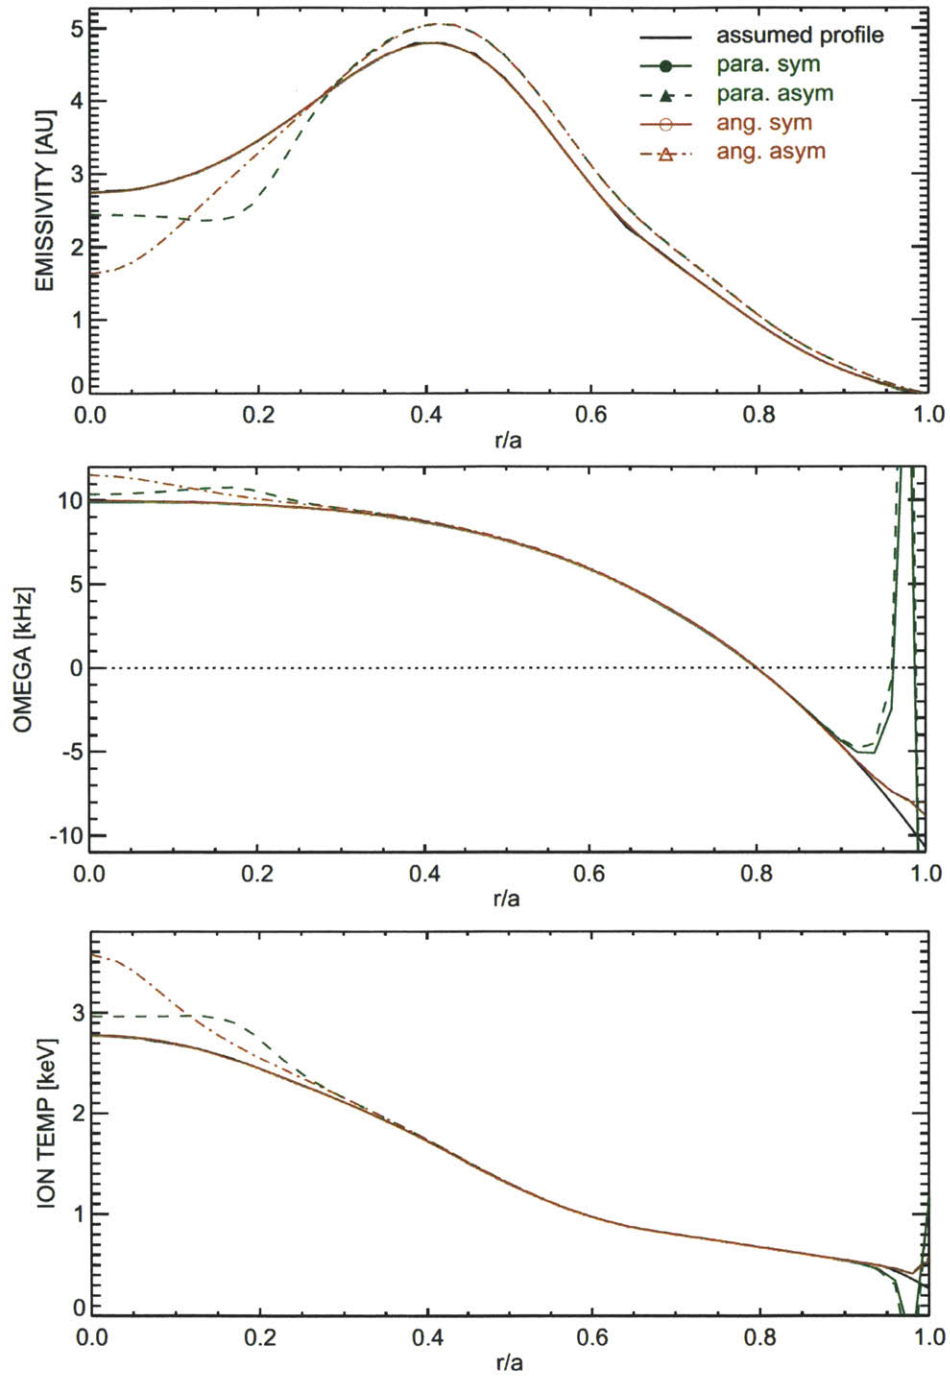 5
4
3
2
1
0
EMISSIVITY [AU]
assumed profile
para. sym
para. asym
ang. sym
ang. asym
0.0 0.2 0.4 0.6 0.8 1.0
r/a
10
5
0
-5
-10
OMEGA [kHz]
0.0 0.2 0.4 0.6 0.8 1.0
r/a
3
2
1
0
ION TEMP [keV]
0.0 0.2 0.4 0.6 0.8 1.0
r/a